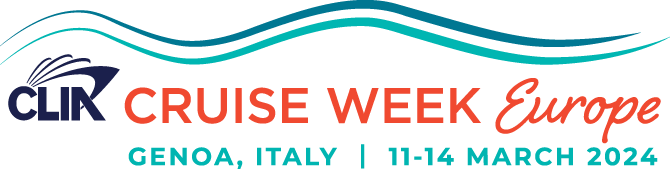 CLIA CRUISE WEEK Europe
GENOA, ITALY | 11-14 MARCH 2024